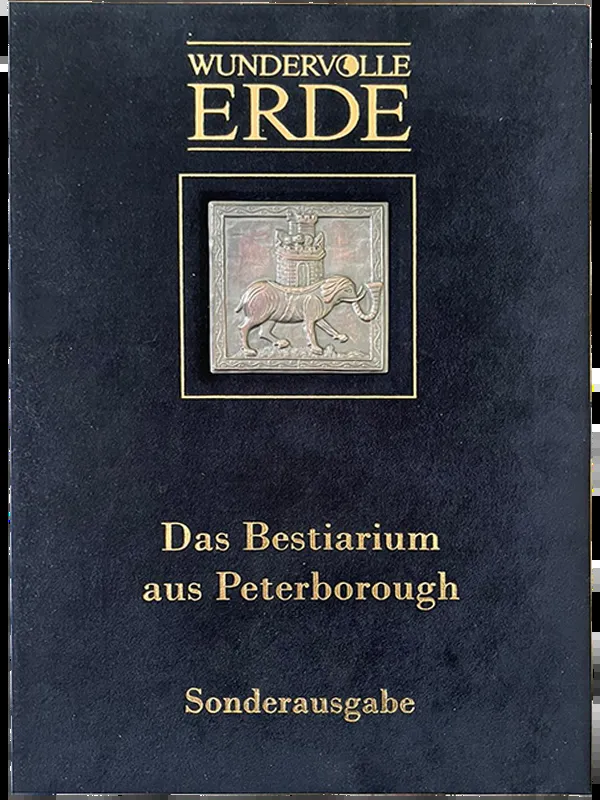 WUNDERVOLLE
ERDE
Das Bestiarium
aus Peterborough
Sonderausgabe